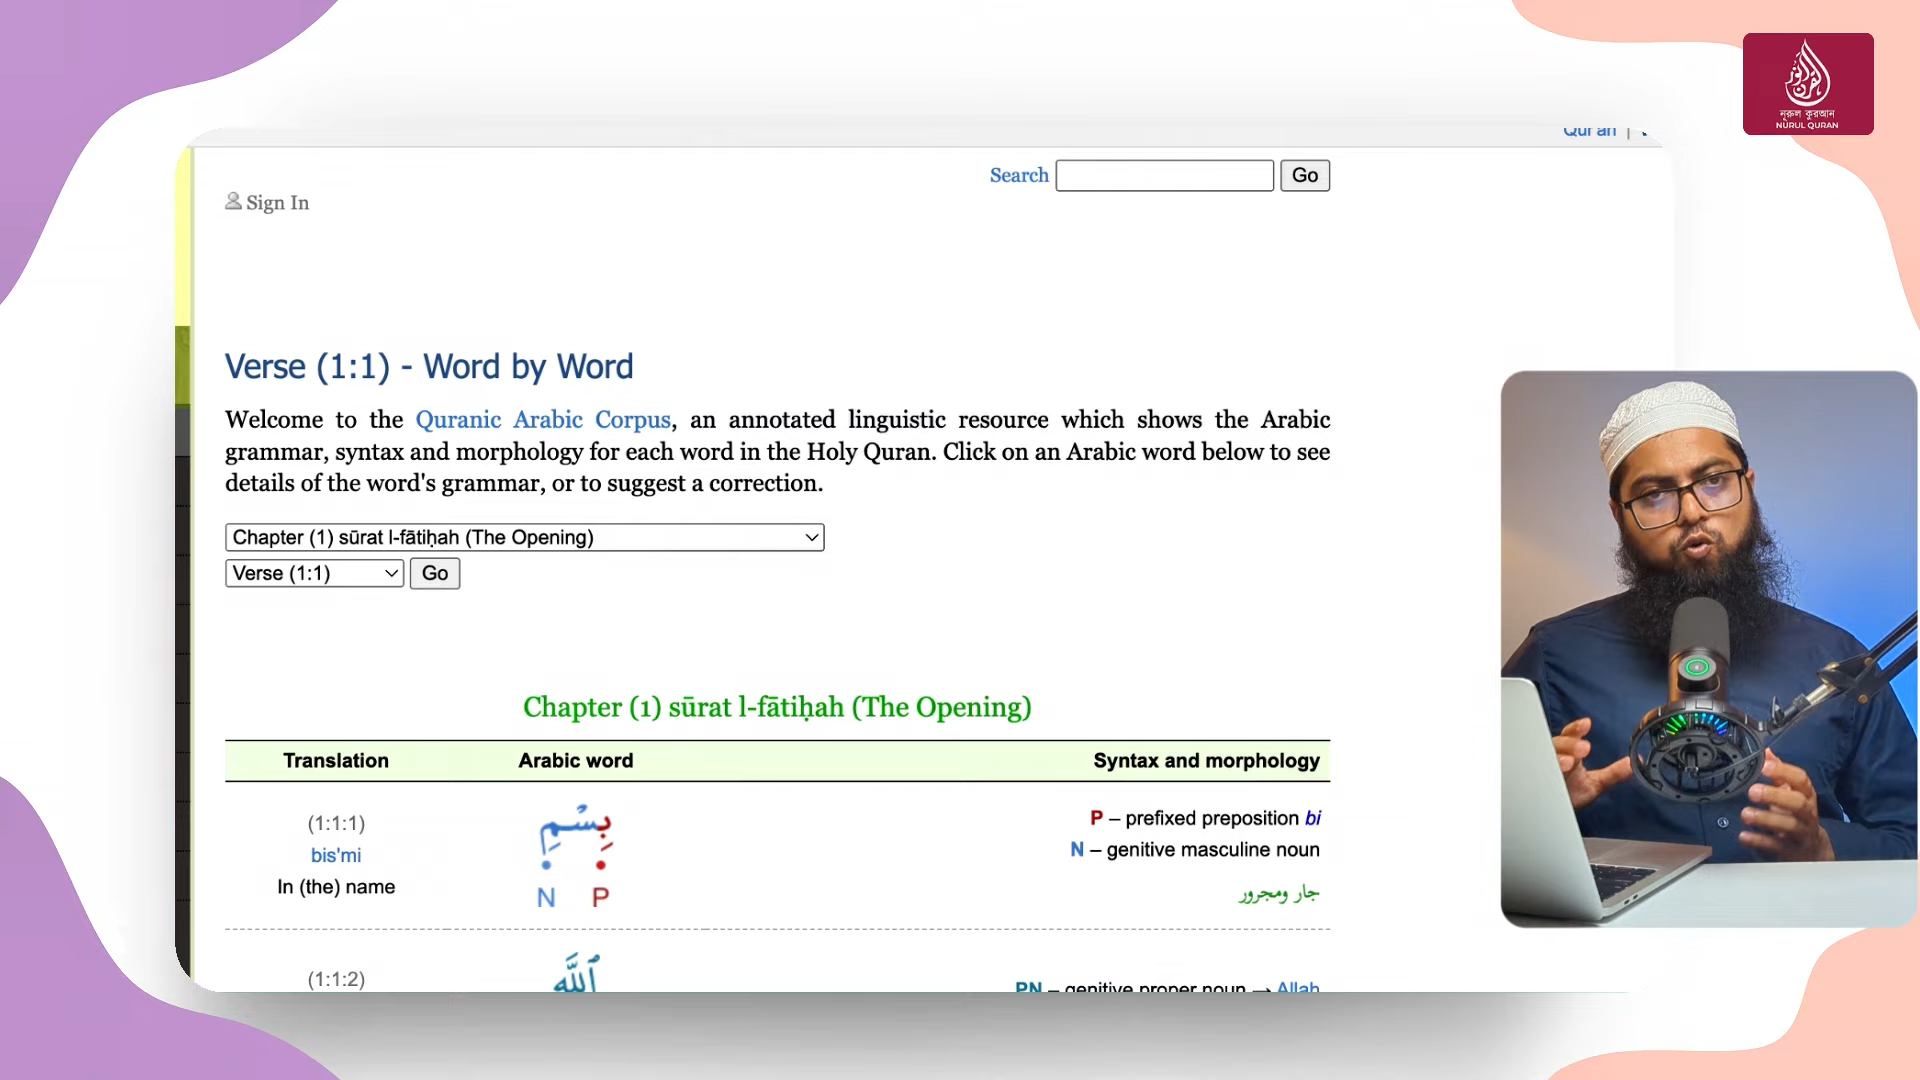 নূরুল কুরআন
NURUL QURAN
Search
Go
Sign In
Verse (1:1) - Word by Word
Welcome to the Quranic Arabic Corpus, an annotated linguistic resource which shows the Arabic
grammar, syntax and morphology for each word in the Holy Quran. Click on an Arabic word below to see
details of the word's grammar, or to suggest a correction.
Chapter (1) sūrat l-fātiḥah (The Opening)
Verse (1:1) Go
Chapter (1) sūrat l-fātiḥah (The Opening)
Translation Arabic word Syntax and morphology
(1:1:1)
bis'mi
In (the) name
بِسْمِ
N P
P – prefixed preposition bi
N – genitive masculine noun
جار ومجرور
(1:1:2)
ٱللَّهِ
PN – genitive proper noun → Allah